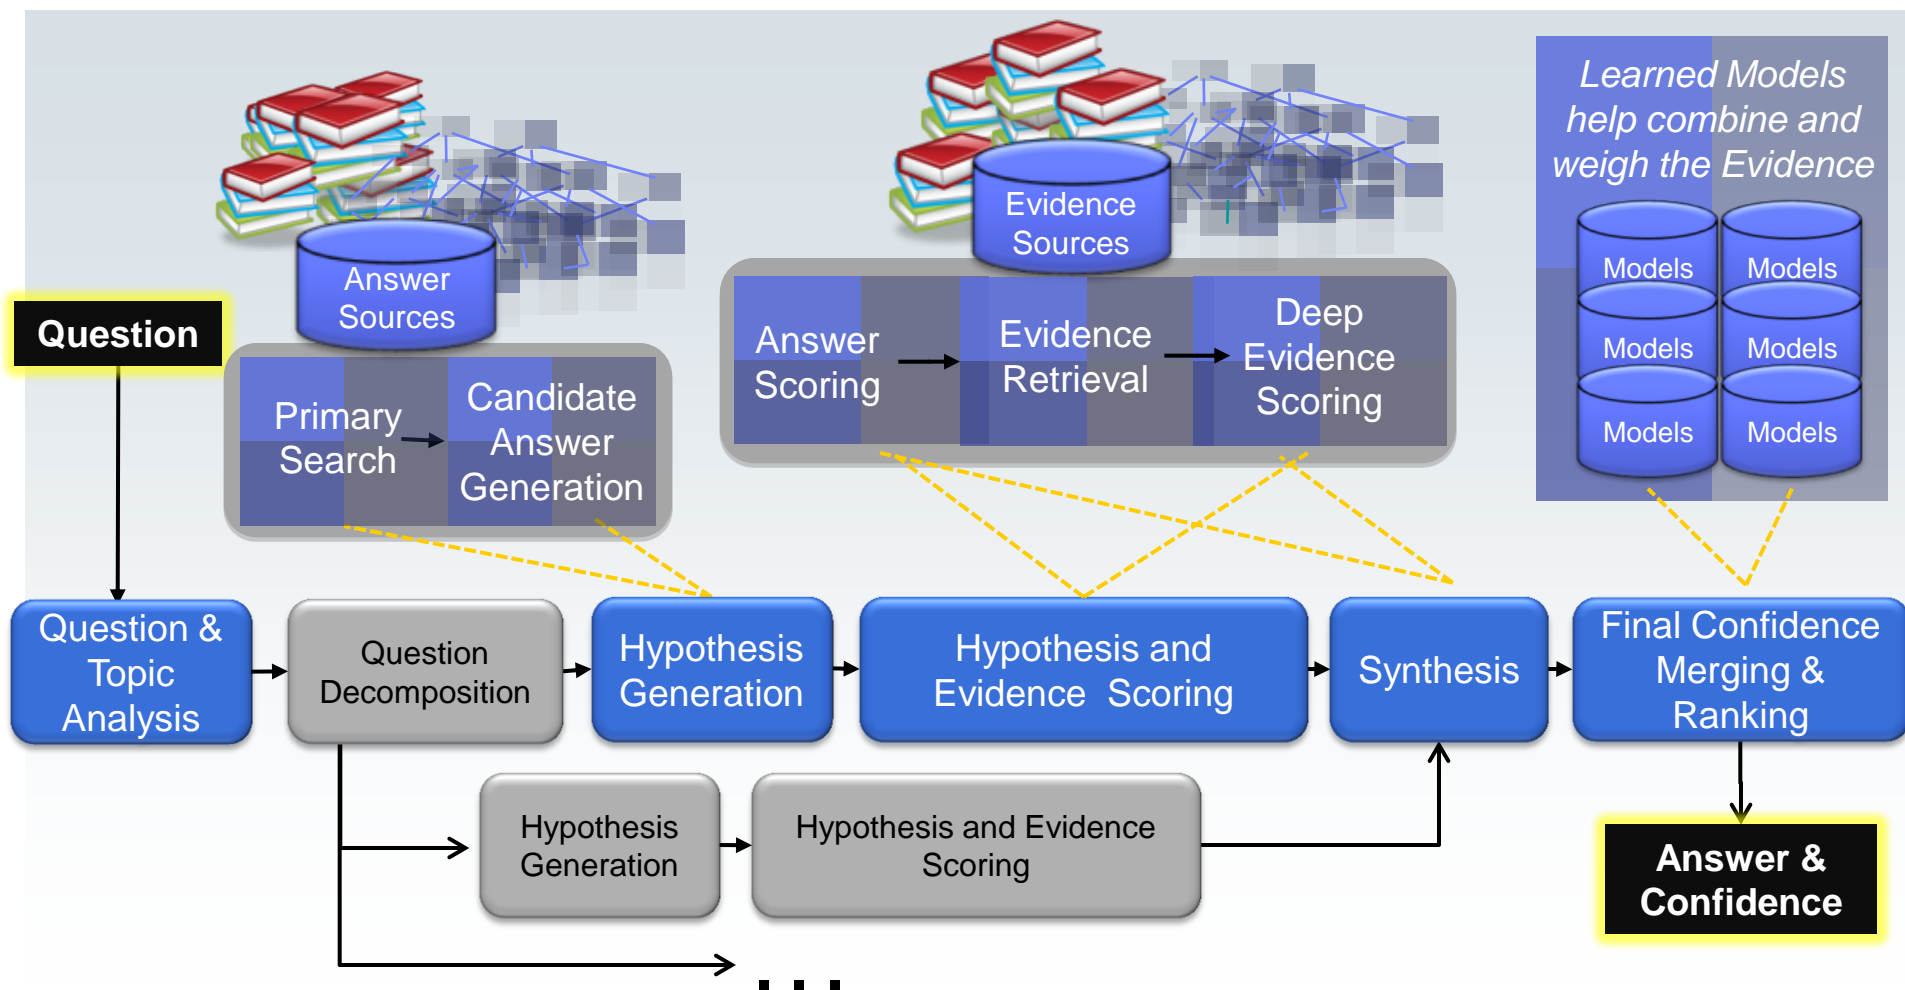 Learned Models
help combine and
weigh the Evidence
Evidence
Sources
Answer
Sources
Models
Models
Models
Models
Models
Models
Question
Answer
Scoring
Evidence
Retrieval
Deep
Evidence
Scoring
Primary
Search
Candidate
Answer
Generation
Question &
Topic
Analysis
Question
Decomposition
Hypothesis
Generation
Hypothesis and
Evidence Scoring
Synthesis
Final Confidence
Merging &
Ranking
Hypothesis
Generation
Hypothesis and Evidence
Scoring
Answer &
Confidence
...